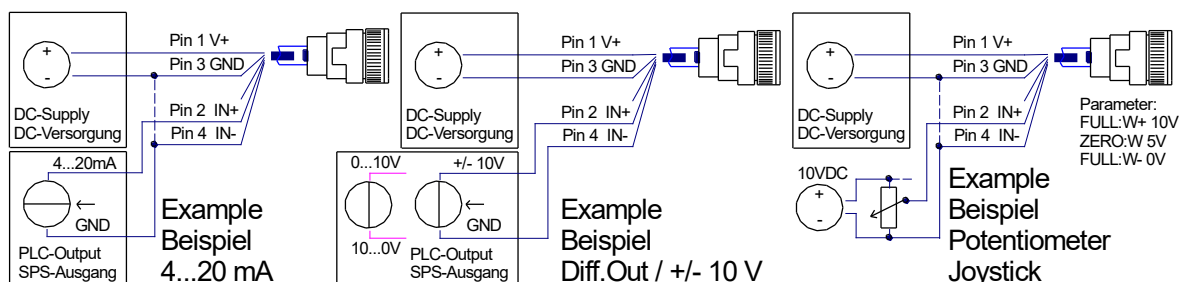 +
-
Pin 1 V+
Pin 3 GND
DC-Supply
DC-Versorgung
Pin 2 IN+
Pin 4 IN-
4...20mA
GND
PLC-Output
SPS-Ausgang
Example
Beispiel
4...20 mA
+
-
Pin 1 V+
Pin 3 GND
DC-Supply
DC-Versorgung
Pin 2 IN+
Pin 4 IN-
0...10V
+/- 10V
GND
10...0V
PLC-Output
SPS-Ausgang
Example
Beispiel
Diff.Out / +/- 10 V
+
-
Pin 1 V+
Pin 3 GND
DC-Supply
DC-Versorgung
Pin 2 IN+
Pin 4 IN-
Parameter:
FULL:W+ 10V
ZERO:W 5V
FULL:W- 0V
10VDC
+
-
Example
Beispiel
Potentiometer
Joystick